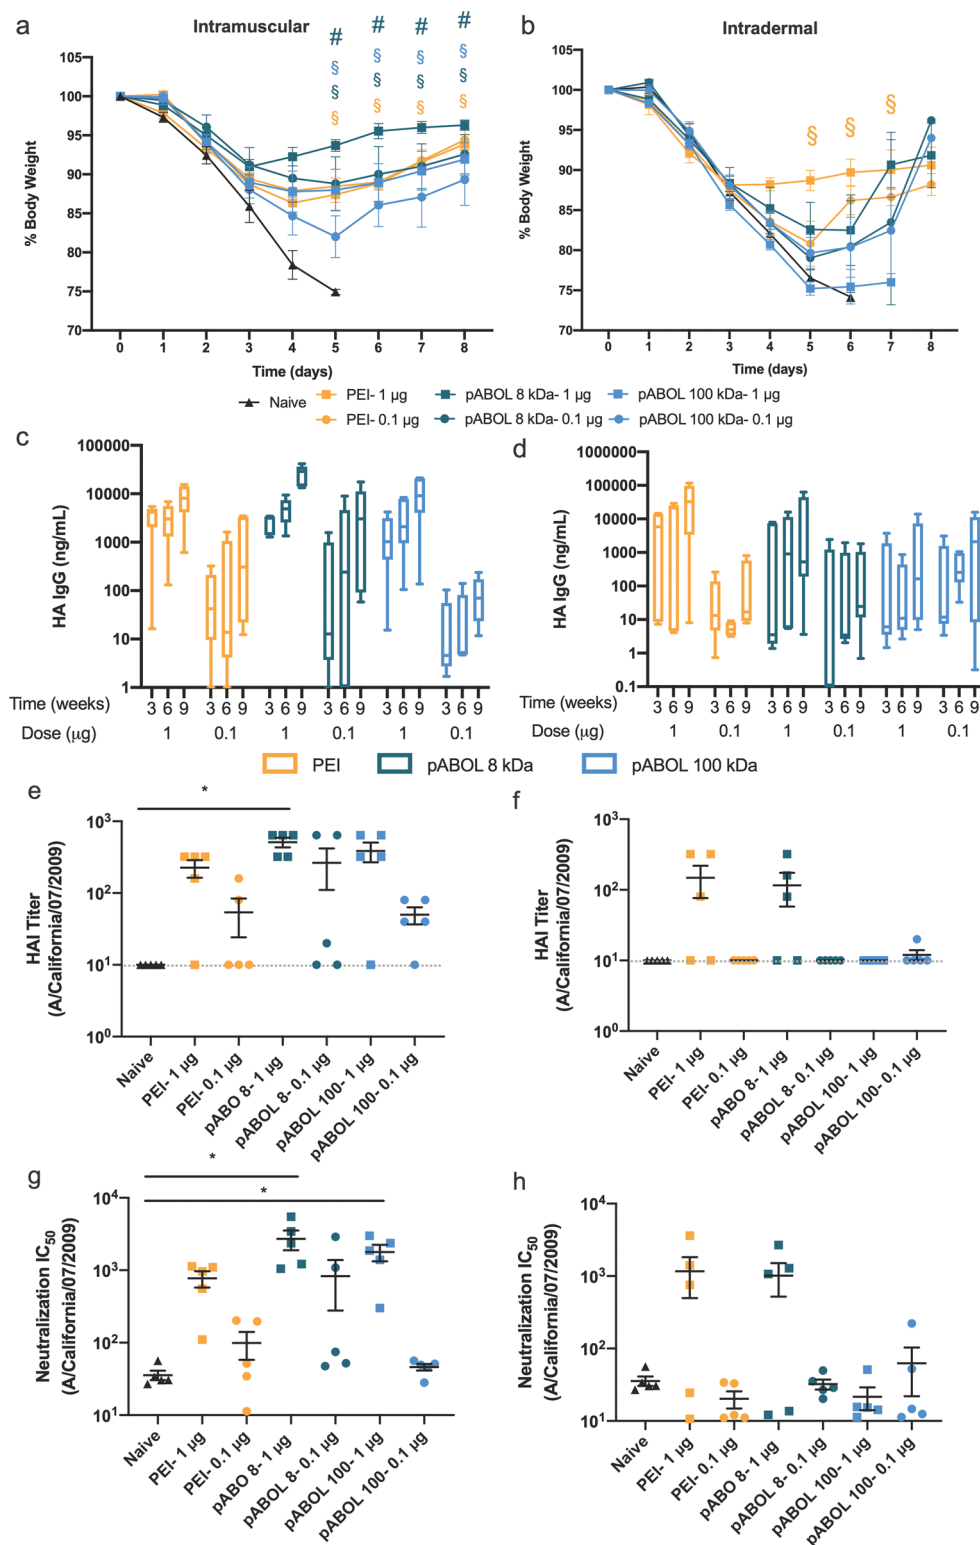 a
Intramuscular
# # # #
§ § §
§ § § §
§ § §
% Body Weight
105
100
95
90
85
80
75
70
0 1 2 3 4 5 6 7 8
Time (days)
b
Intradermal
§ § §
% Body Weight
105
100
95
90
85
80
75
70
0 1 2 3 4 5 6 7 8
Time (days)
Naive
PEI- 1 µg
pABOL 8 kDa- 1 µg
pABOL 100 kDa- 1 µg
PEI- 0.1 µg
pABOL 8 kDa- 0.1 µg
pABOL 100 kDa- 0.1 µg
c
HA IgG (ng/mL)
100000
10000
1000
100
10
1
Time (weeks) 3 6 9 3 6 9 3 6 9 3 6 9 3 6 9 3 6 9
Dose (µg) 1 0.1 1 0.1 1 0.1
d
HA IgG (ng/mL)
1000000
100000
10000
1000
100
10
1
0.1
Time (weeks) 3 6 9 3 6 9 3 6 9 3 6 9 3 6 9 3 6 9
Dose (µg) 1 0.1 1 0.1 1 0.1
PEI
pABOL 8 kDa
pABOL 100 kDa
e
*
HAI Titer
(A/California/07/2009)
10³
10²
10¹
10⁰
Naive
PEI- 1 µg
PEI- 0.1 µg
pABO 8- 1 µg
pABOL 8- 0.1 µg
pABOL 100- 1 µg
pABOL 100- 0.1 µg
f
HAI Titer
(A/California/07/2009)
10³
10²
10¹
10⁰
Naive
PEI- 1 µg
PEI- 0.1 µg
pABO 8- 1 µg
pABOL 8- 0.1 µg
pABOL 100- 1 µg
pABOL 100- 0.1 µg
g
*
*
Neutralization IC₅₀
(A/California/07/2009)
10⁴
10³
10²
10¹
Naive
PEI- 1 µg
PEI- 0.1 µg
pABO 8- 1 µg
pABOL 8- 0.1 µg
pABOL 100- 1 µg
pABOL 100- 0.1 µg
h
Neutralization IC₅₀
(A/California/07/2009)
10⁴
10³
10²
10¹
Naive
PEI- 1 µg
PEI- 0.1 µg
pABO 8- 1 µg
pABOL 8- 0.1 µg
pABOL 100- 1 µg
pABOL 100- 0.1 µg